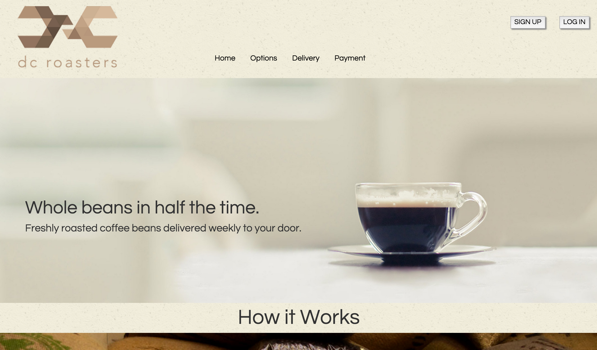 SIGN UP
LOG IN
dc roasters
Home Options Delivery Payment
Whole beans in half the time.
Freshly roasted coffee beans delivered weekly to your door.
How it Works